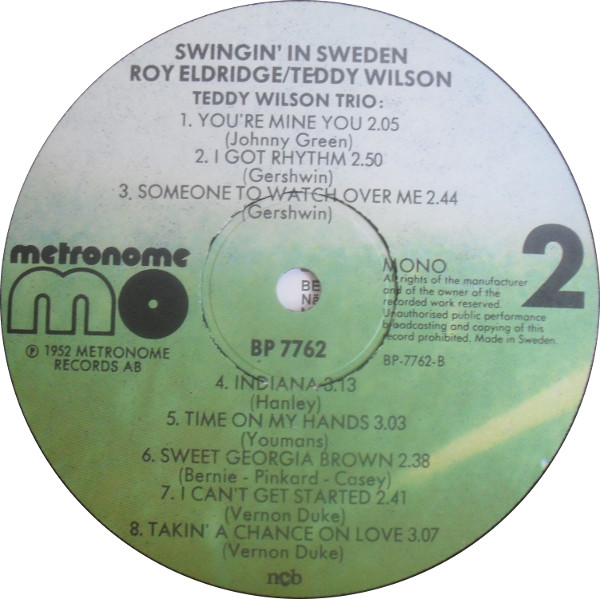 SWINGIN' IN SWEDEN
ROY ELDRIDGE/TEDDY WILSON
TEDDY WILSON TRIO:
1. YOU'RE MINE YOU 2.05
(Johnny Green)
2. I GOT RHYTHM 2.50
(Gershwin)
3. SOMEONE TO WATCH OVER ME 2.44
(Gershwin)
metronome
mo
℗ 1952 METRONOME
RECORDS AB
BE
BP 7762
MONO
All rights of the manufacturer
and of the owner of the
recorded work reserved.
Unauthorised public performance
broadcasting and copying of this
record prohibited. Made in Sweden.
BP-7762-B
2
4. INDIANA 3.13
(Hanley)
5. TIME ON MY HANDS 3.03
(Youmans)
6. SWEET GEORGIA BROWN 2.38
(Bernie - Pinkard - Casey)
7. I CAN'T GET STARTED 2.41
(Vernon Duke)
8. TAKIN' A CHANCE ON LOVE 3.07
(Vernon Duke)
ncb